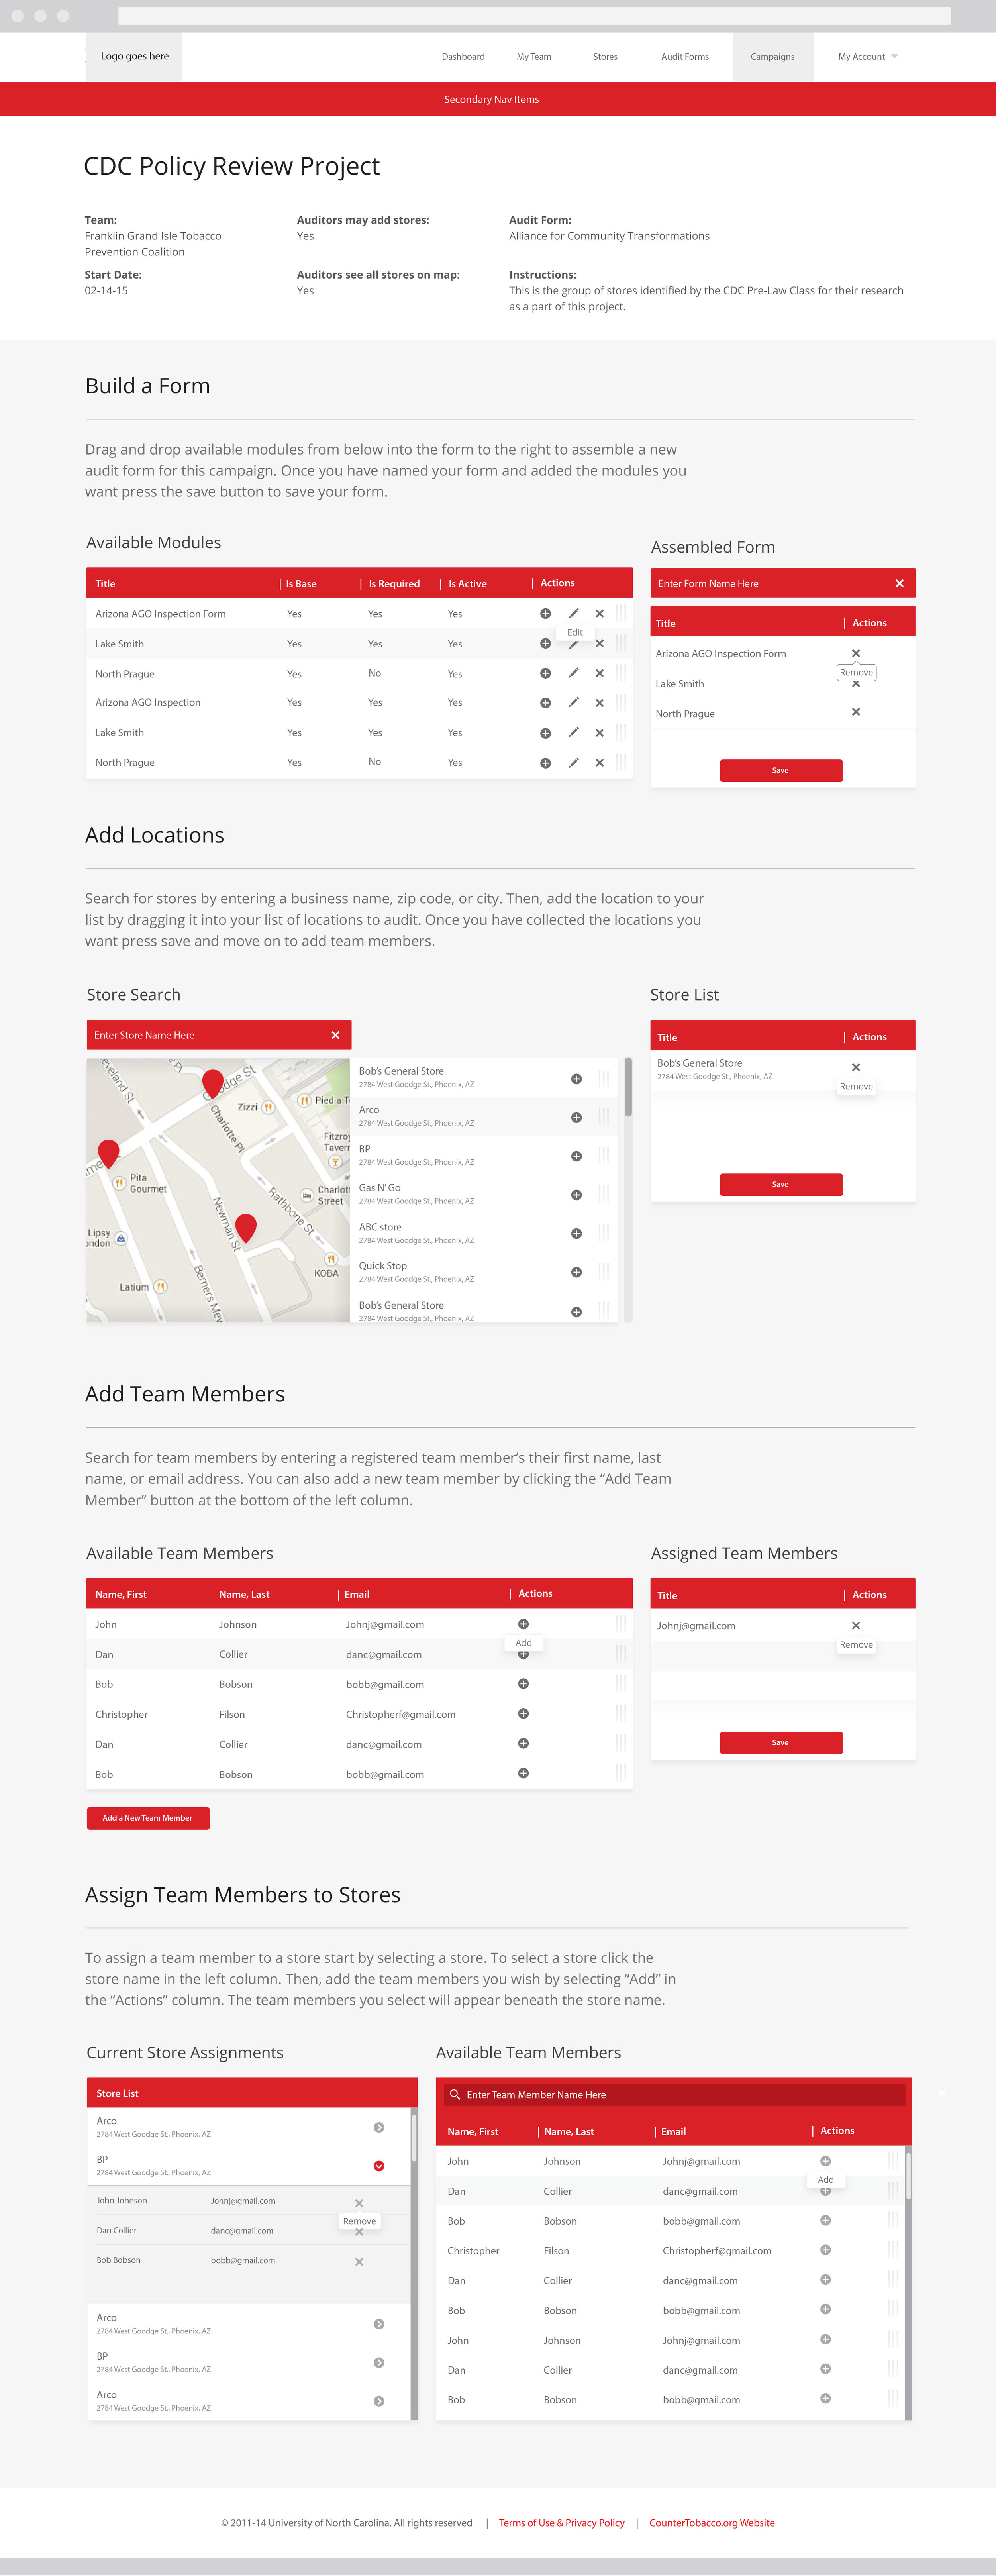 Logo goes here
Dashboard
My Team
Stores
Audit Forms
Campaigns
My Account
Secondary Nav Items
CDC Policy Review Project
Team:
Franklin Grand Isle Tobacco
Prevention Coalition
Auditors may add stores:
Yes
Audit Form:
Alliance for Community Transformations
Start Date:
02-14-15
Auditors see all stores on map:
Yes
Instructions:
This is the group of stores identified by the CDC Pre-Law Class for their research
as a part of this project.
Build a Form
Drag and drop available modules from below into the form to the right to assemble a new
audit form for this campaign. Once you have named your form and added the modules you
want press the save button to save your form.
Available Modules
Title | Is Base | Is Required | Is Active | Actions
Arizona AGO Inspection Form Yes Yes Yes
Edit
Lake Smith Yes Yes Yes
North Prague Yes No Yes
Arizona AGO Inspection Yes Yes Yes
Lake Smith Yes Yes Yes
North Prague Yes No Yes
Assembled Form
Enter Form Name Here
Title | Actions
Arizona AGO Inspection Form
Remove
Lake Smith
North Prague
Save
Add Locations
Search for stores by entering a business name, zip code, or city. Then, add the location to your
list by dragging it into your list of locations to audit. Once you have collected the locations you
want press save and move on to add team members.
Store Search
Enter Store Name Here
eveland St
odge St
Zizzi
Pied a T
Charlotte Pl
Fitzroy
Tavern
Pita
Gourmet
Charlott
Street
Newman St
Rathbone St
Lipsy
ondon
KOBA
Latium
Berners Mew
Bob's General Store
2784 West Goodge St., Phoenix, AZ
Arco
2784 West Goodge St., Phoenix, AZ
BP
2784 West Goodge St., Phoenix, AZ
Gas N' Go
2784 West Goodge St., Phoenix, AZ
ABC store
2784 West Goodge St., Phoenix, AZ
Quick Stop
2784 West Goodge St., Phoenix, AZ
Bob's General Store
2784 West Goodge St., Phoenix, AZ
Store List
Title | Actions
Bob's General Store
2784 West Goodge St., Phoenix, AZ
Remove
Save
Add Team Members
Search for team members by entering a registered team member's their first name, last
name, or email address. You can also add a new team member by clicking the “Add Team
Member” button at the bottom of the left column.
Available Team Members
Name, First Name, Last | Email | Actions
John Johnson Johnj@gmail.com
Add
Dan Collier danc@gmail.com
Bob Bobson bobb@gmail.com
Christopher Filson Christopherf@gmail.com
Dan Collier danc@gmail.com
Bob Bobson bobb@gmail.com
Add a New Team Member
Assigned Team Members
Title | Actions
Johnj@gmail.com
Remove
Save
Assign Team Members to Stores
To assign a team member to a store start by selecting a store. To select a store click the
store name in the left column. Then, add the team members you wish by selecting “Add” in
the “Actions” column. The team members you select will appear beneath the store name.
Current Store Assignments
Store List
Arco
2784 West Goodge St., Phoenix, AZ
BP
2784 West Goodge St., Phoenix, AZ
John Johnson Johnj@gmail.com
Remove
Dan Collier danc@gmail.com
Bob Bobson bobb@gmail.com
Arco
2784 West Goodge St., Phoenix, AZ
BP
2784 West Goodge St., Phoenix, AZ
Arco
2784 West Goodge St., Phoenix, AZ
Available Team Members
Enter Team Member Name Here
Name, First | Name, Last | Email | Actions
John Johnson Johnj@gmail.com
Add
Dan Collier danc@gmail.com
Bob Bobson bobb@gmail.com
Christopher Filson Christopherf@gmail.com
Dan Collier danc@gmail.com
Bob Bobson bobb@gmail.com
John Johnson Johnj@gmail.com
Dan Collier danc@gmail.com
Bob Bobson bobb@gmail.com
© 2011-14 University of North Carolina. All rights reserved | Terms of Use & Privacy Policy | CounterTobacco.org Website